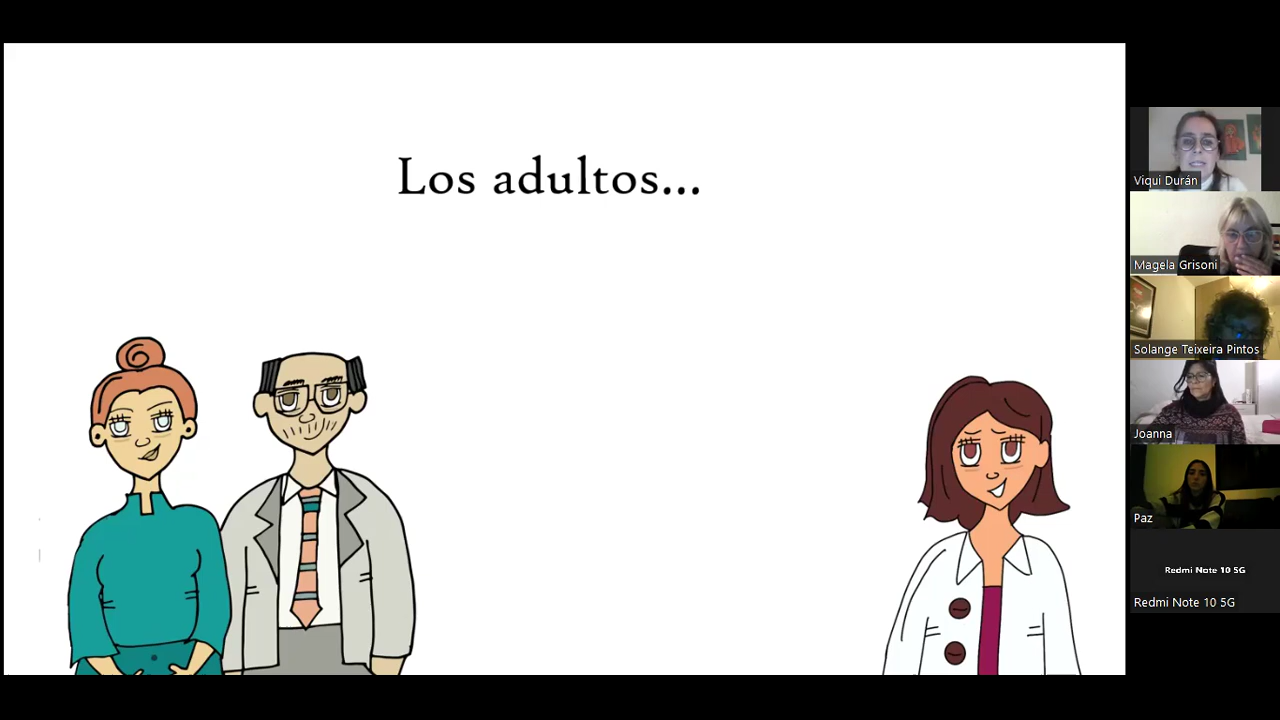 Los adultos...
Viqui Durán
Magela Grisoni
Solange Teixeira Pintos
Joanna
Paz
Redmi Note 10 5G
Redmi Note 10 5G